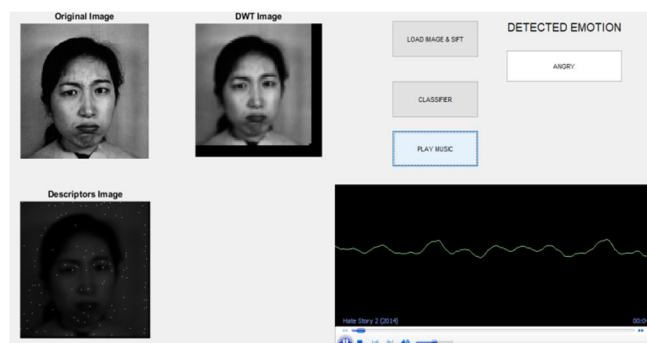 Original Image
DWT Image
LOAD IMAGE & SIFT
DETECTED EMOTION
ANGRY
CLASSIFIER
PLAY MUSIC
Descriptors Image
Hate Story 2 (2014)